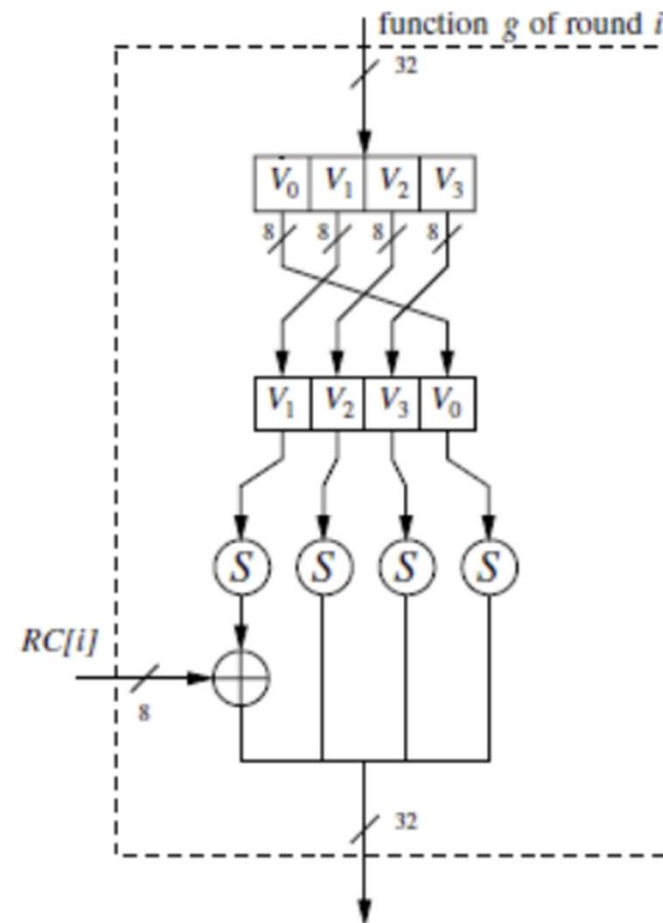 function g of round i
32
V0 V1 V2 V3
8 8 8 8
V1 V2 V3 V0
S S S S
RC[i]
8
32